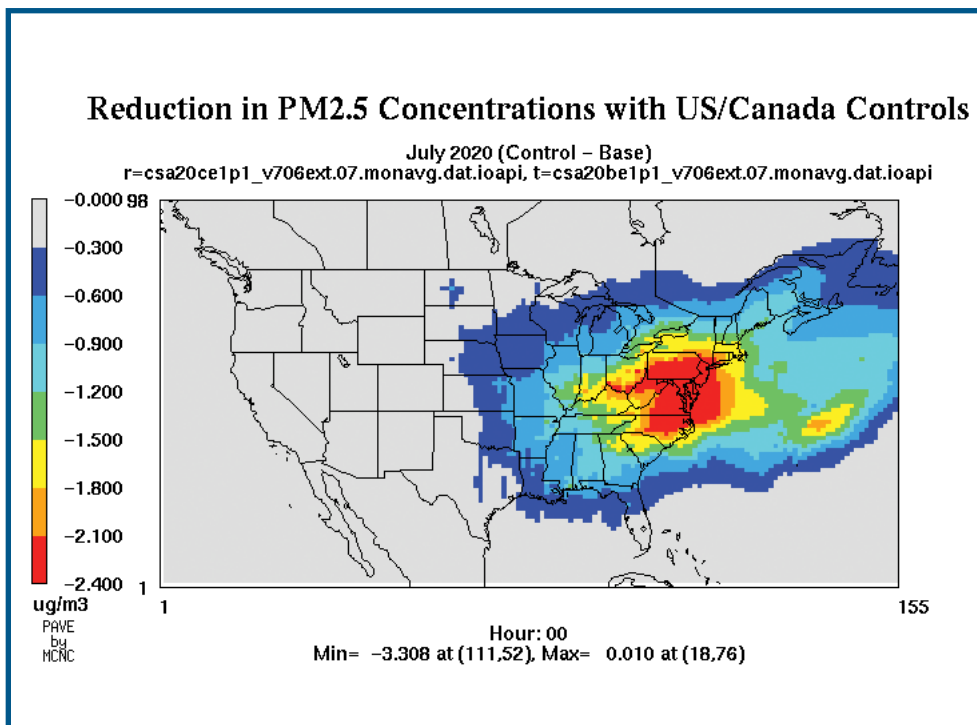 Reduction in PM2.5 Concentrations with US/Canada Controls
July 2020 (Control – Base)
r=csa20ce1p1_v706ext.07.monavg.dat.ioapi, t=csa20be1p1_v706ext.07.monavg.dat.ioapi
−0.000 98
−0.300
−0.600
−0.900
−1.200
−1.500
−1.800
−2.100
−2.400 1
ug/m3 1 155
PAVE
by
MCNC
Hour: 00
Min= −3.308 at (111,52), Max= 0.010 at (18,76)